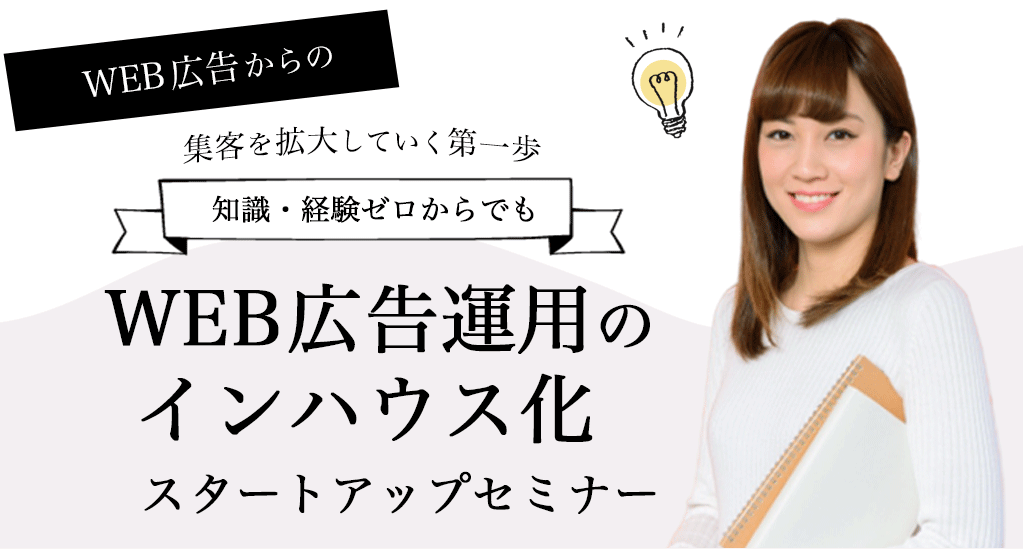 WEB広告からの
集客を拡大していく第一歩
知識・経験ゼロからでも
WEB広告運用の
インハウス化
スタートアップセミナー